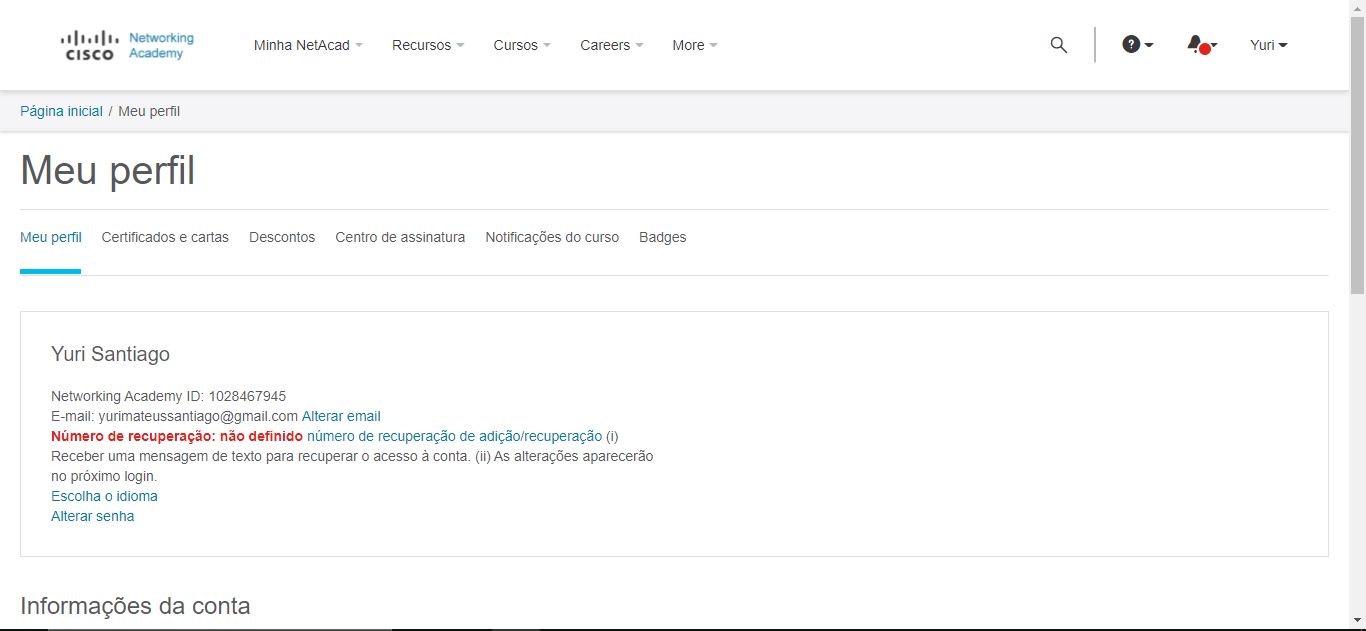 CISCO Networking Academy
Minha NetAcad Recursos Cursos Careers More Yuri
Página inicial / Meu perfil
Meu perfil
Meu perfil Certificados e cartas Descontos Centro de assinatura Notificações do curso Badges
Yuri Santiago
Networking Academy ID: 1028467945
E-mail: yurimateussantiago@gmail.com Alterar email
Número de recuperação: não definido número de recuperação de adição/recuperação (i)
Receber uma mensagem de texto para recuperar o acesso à conta. (ii) As alterações aparecerão
no próximo login.
Escolha o idioma
Alterar senha
Informações da conta